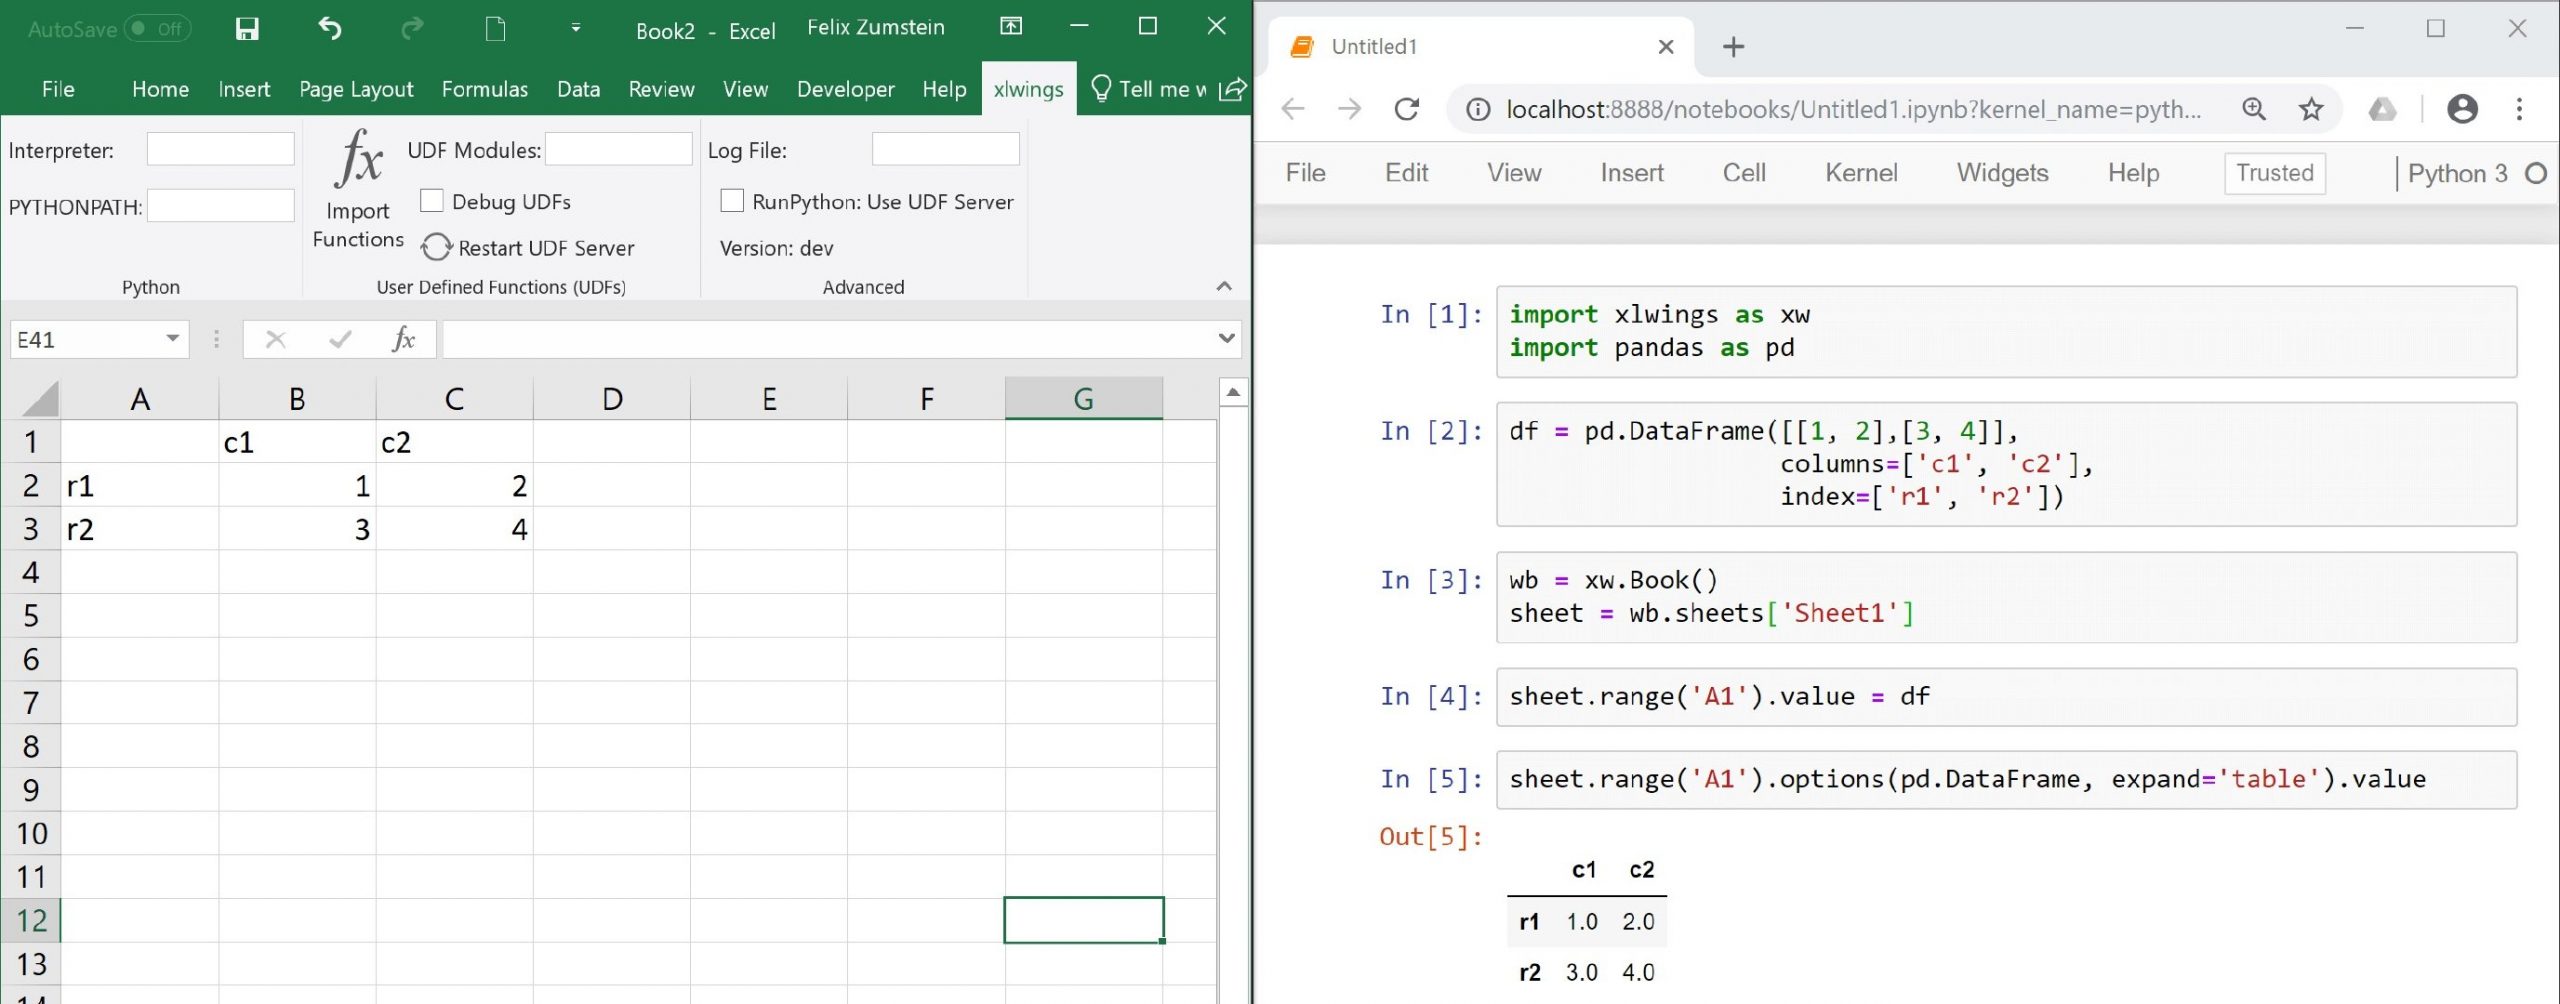 AutoSave Off Book2 - Excel Felix Zumstein
File Home Insert Page Layout Formulas Data Review View Developer Help xlwings Tell me w
Interpreter:
PYTHONPATH:
Python
fx
Import
Functions
UDF Modules:
Debug UDFs
Restart UDF Server
User Defined Functions (UDFs)
Log File:
RunPython: Use UDF Server
Version: dev
Advanced
E41 fx
A B C D E F G
1 c1 c2
2 r1 1 2
3 r2 3 4
4
5
6
7
8
9
10
11
12
13
14
Untitled1
localhost:8888/notebooks/Untitled1.ipynb?kernel_name=pyth...
File Edit View Insert Cell Kernel Widgets Help Trusted Python 3
In [1]: import xlwings as xw
import pandas as pd
In [2]: df = pd.DataFrame([[1, 2],[3, 4]],
columns=['c1', 'c2'],
index=['r1', 'r2'])
In [3]: wb = xw.Book()
sheet = wb.sheets['Sheet1']
In [4]: sheet.range('A1').value = df
In [5]: sheet.range('A1').options(pd.DataFrame, expand='table').value
Out[5]:
c1 c2
r1 1.0 2.0
r2 3.0 4.0